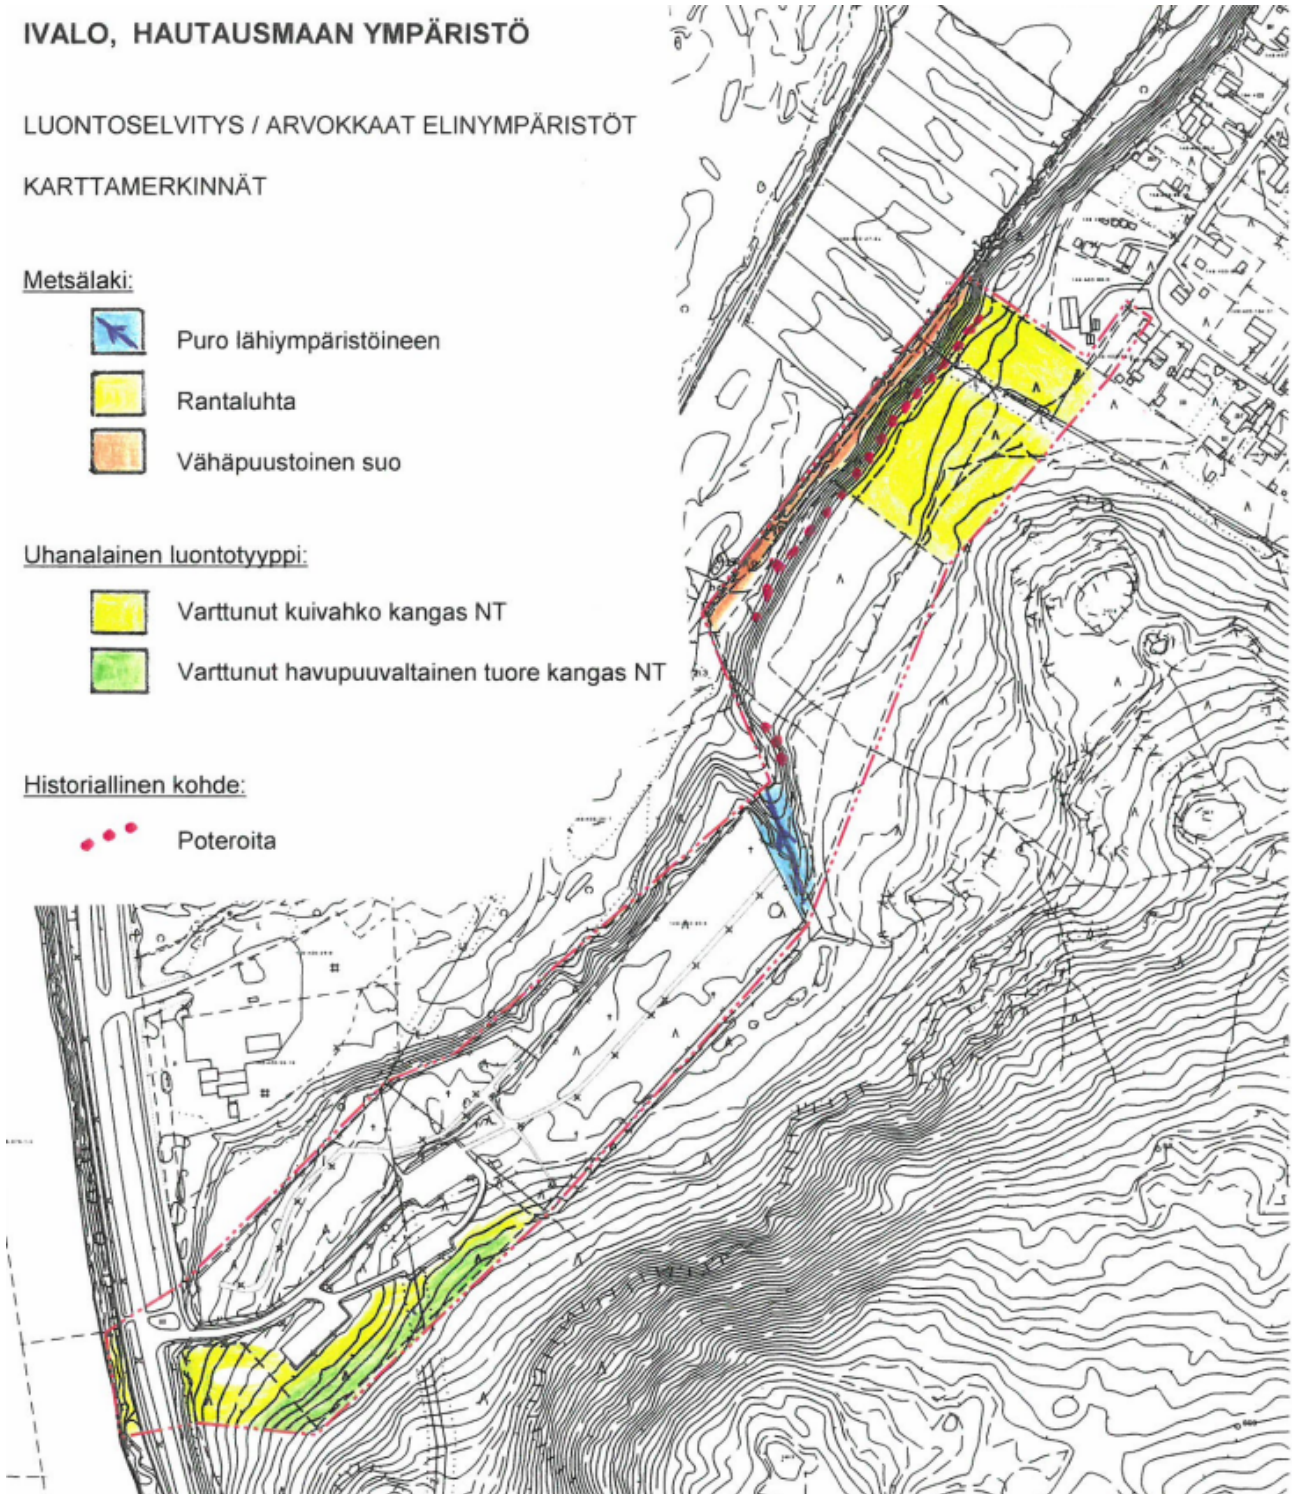 IVALO, HAUTAUSMAAN YMPÄRISTÖ
LUONTOSELVITYS / ARVOKKAAT ELINYMPÄRISTÖT
KARTTAMERKINNÄT
Metsälaki:
Puro lähiympäristöineen
Rantaluhta
Vähäpuustoinen suo
Uhanalainen luontotyyppi:
Varttunut kuivahko kangas NT
Varttunut havupuuvaltainen tuore kangas NT
Historiallinen kohde:
Poteroita